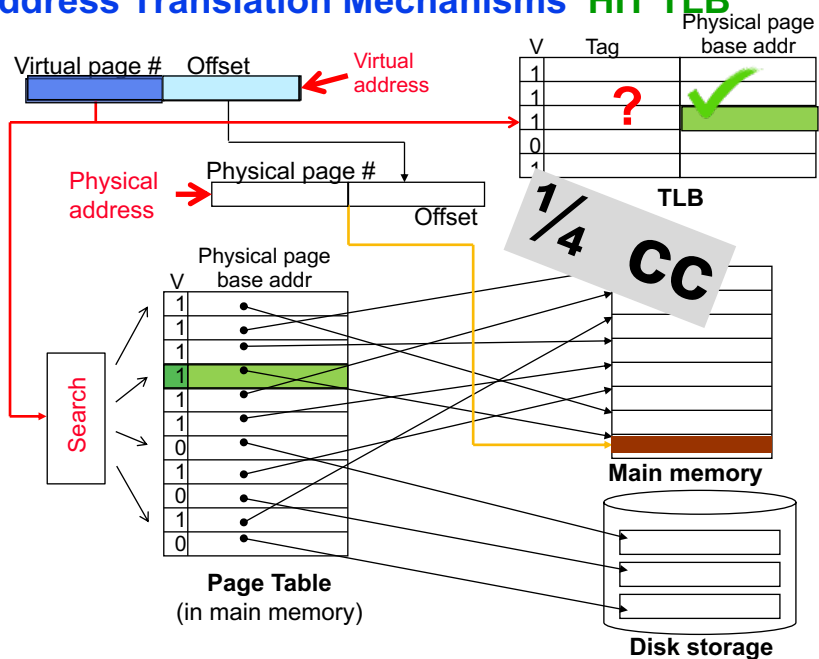 ddress Translation Mechanisms HIT TLB
Physical page
base addr
V Tag
Virtual page # Offset
Virtual
address
1
1
1
0
1
?
TLB
Physical page #
Physical
address
Offset
¼ CC
Physical page
base addr
V
1
1
1
1
1
1
0
1
0
1
0
Search
Main memory
Page Table
(in main memory)
Disk storage